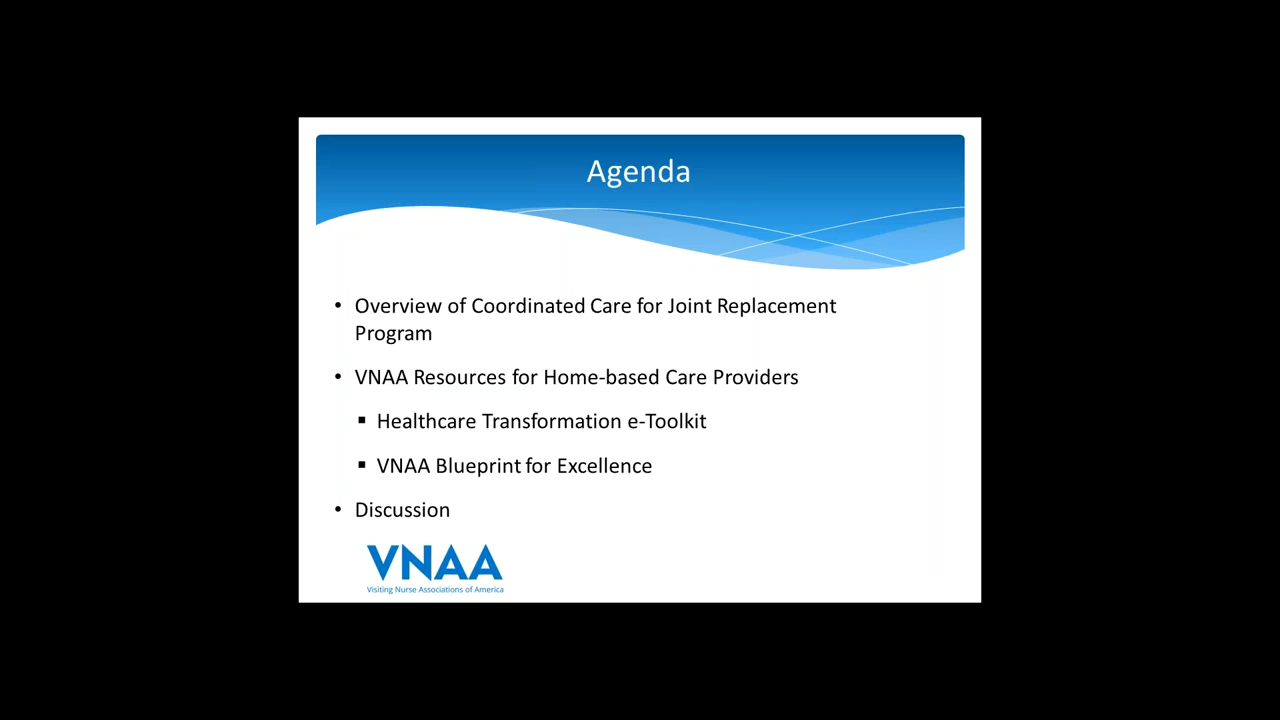 Agenda
• Overview of Coordinated Care for Joint Replacement
Program
• VNAA Resources for Home-based Care Providers
▪ Healthcare Transformation e-Toolkit
▪ VNAA Blueprint for Excellence
• Discussion
VNAA
Visiting Nurse Associations of America